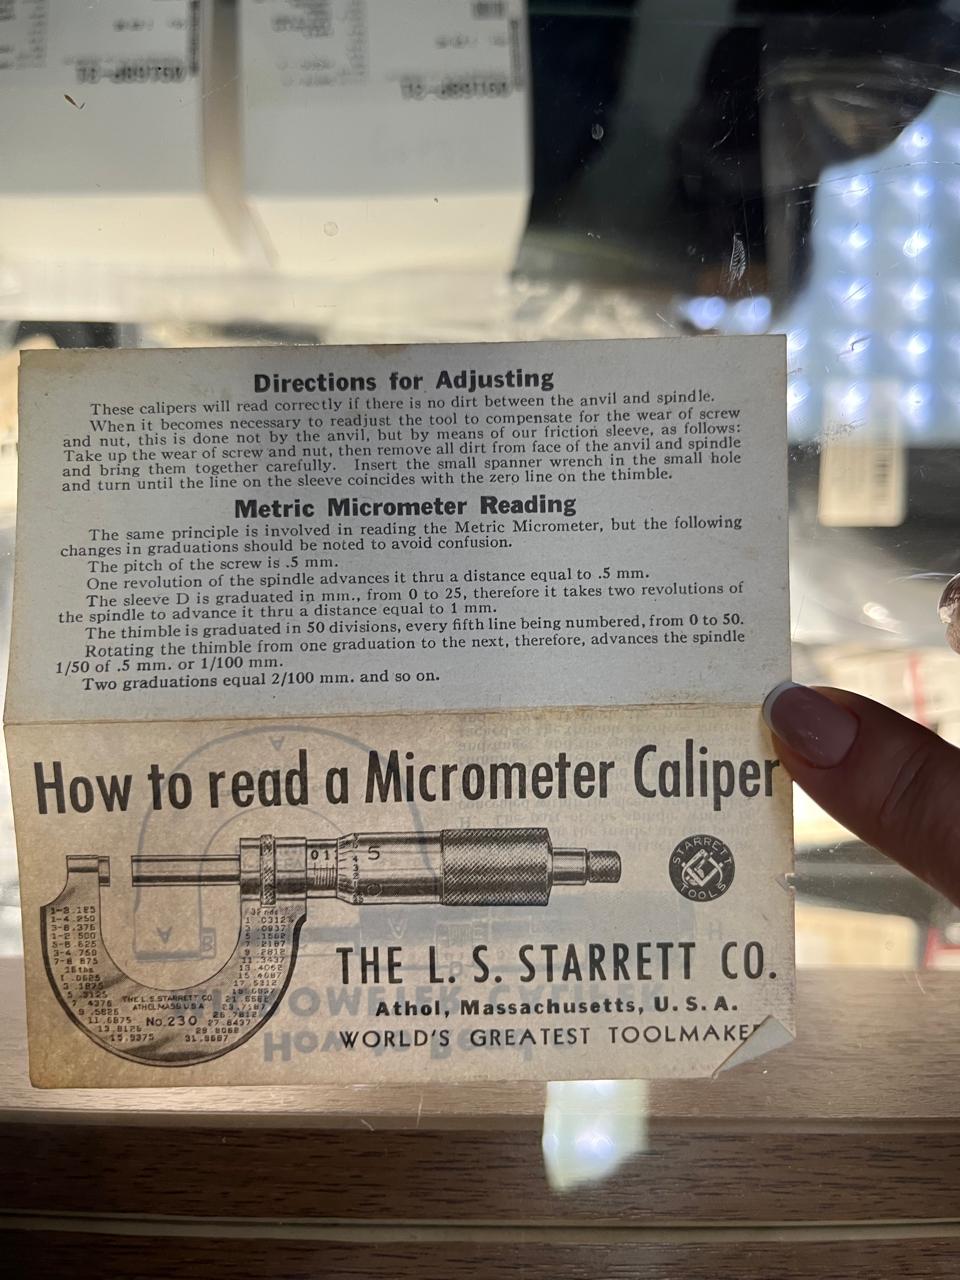 Directions for Adjusting
These calipers will read correctly if there is no dirt between the anvil and spindle.
When it becomes necessary to readjust the tool to compensate for the wear of screw
and nut, this is done not by the anvil, but by means of our friction sleeve, as follows:
Take up the wear of screw and nut, then remove all dirt from face of the anvil and spindle
and bring them together carefully. Insert the small spanner wrench in the small hole
and turn until the line on the sleeve coincides with the zero line on the thimble.
Metric Micrometer Reading
The same principle is involved in reading the Metric Micrometer, but the following
changes in graduations should be noted to avoid confusion.
The pitch of the screw is .5 mm.
One revolution of the spindle advances it thru a distance equal to .5 mm.
The sleeve D is graduated in mm., from 0 to 25, therefore it takes two revolutions of
the spindle to advance it thru a distance equal to 1 mm.
The thimble is graduated in 50 divisions, every fifth line being numbered, from 0 to 50.
Rotating the thimble from one graduation to the next, therefore, advances the spindle
1/50 of .5 mm. or 1/100 mm.
Two graduations equal 2/100 mm. and so on.
How to read a Micrometer Caliper
0 1
5
STARRETT
TOOLS
THE L.S.STARRETT CO.
ATHOL,MASS.U.S.A.
No.230
THE L. S. STARRETT CO.
Athol, Massachusetts, U. S. A.
WORLD'S GREATEST TOOLMAKE